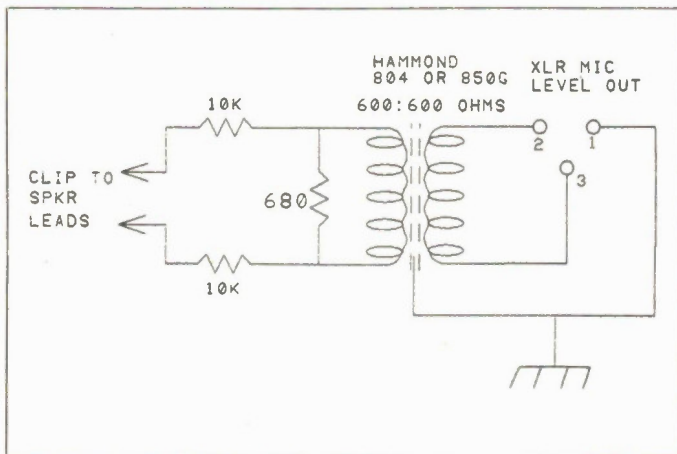 HAMMOND
804 OR 850G
600:600 OHMS
XLR MIC
LEVEL OUT
10K
2
1
3
CLIP TO
SPKR
LEADS
680
10K